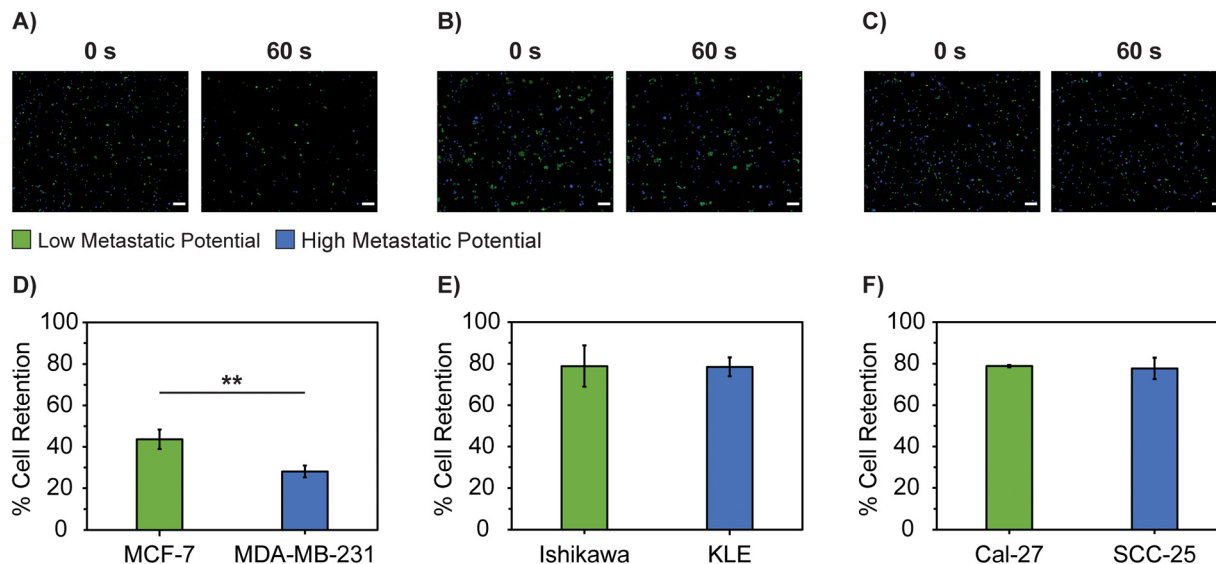 A) B) C)
0 s 60 s 0 s 60 s 0 s 60 s
Low Metastatic Potential High Metastatic Potential
D) E) F)
% Cell Retention
100
80
60
40
20
0
**
MCF-7 MDA-MB-231
% Cell Retention
100
80
60
40
20
0
Ishikawa KLE
% Cell Retention
100
80
60
40
20
0
Cal-27 SCC-25